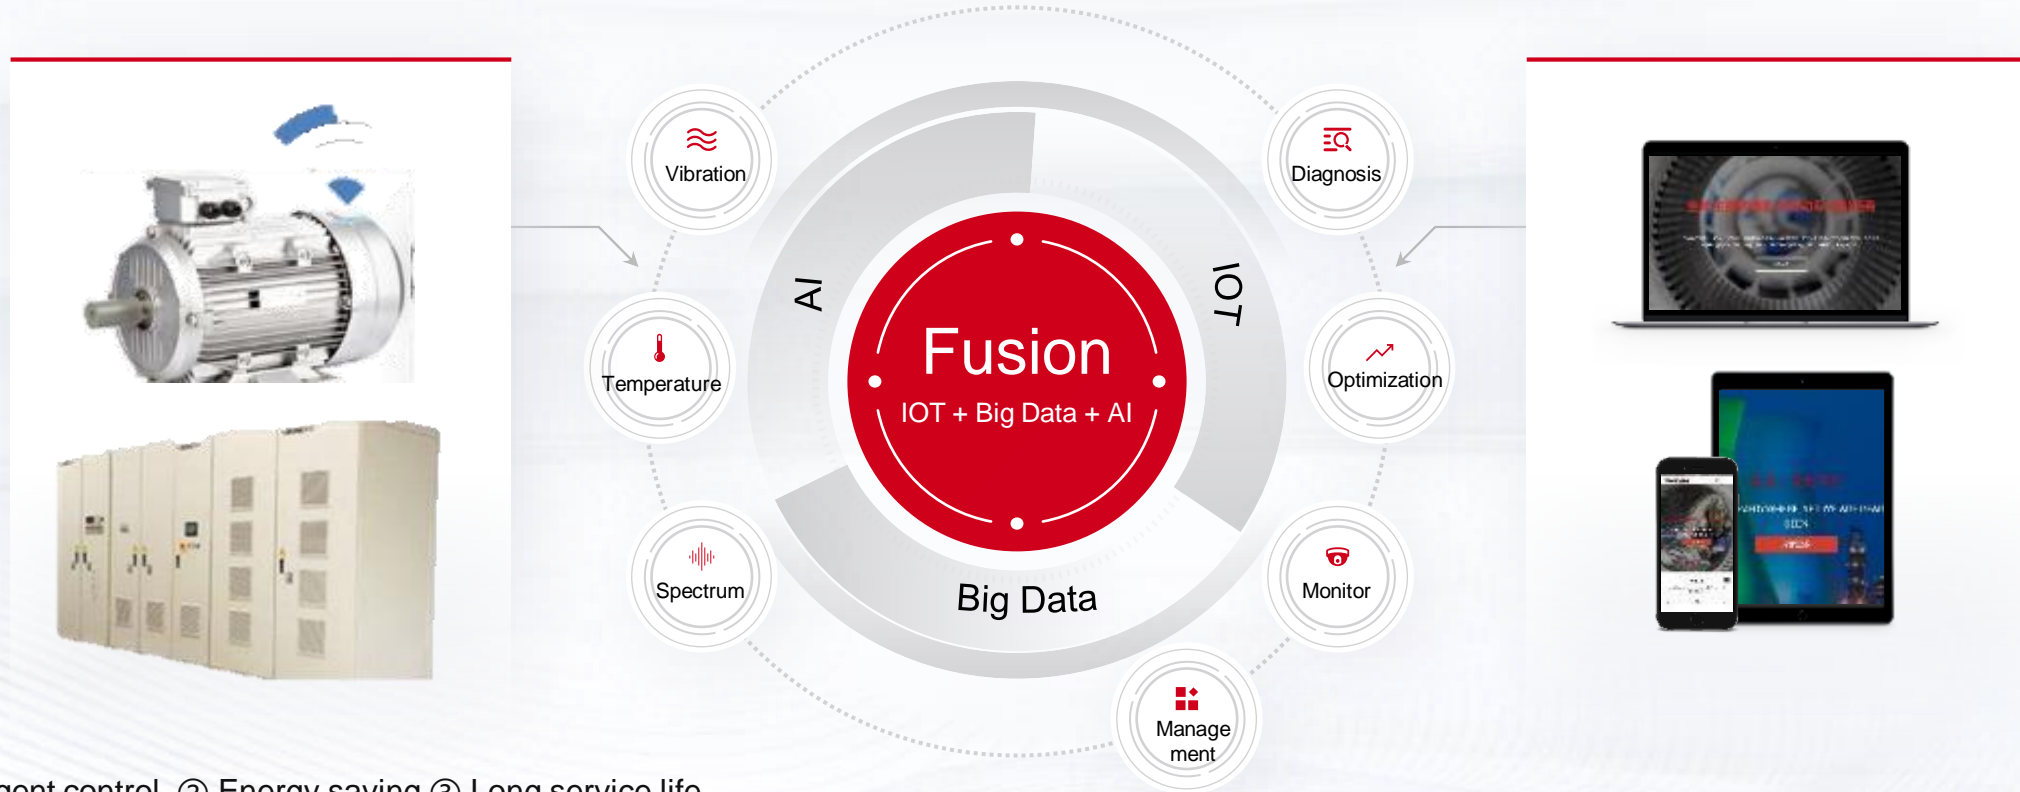 Vibration
Diagnosis
AI
IOT
Fusion
IOT + Big Data + AI
Temperature
Optimization
Spectrum
Big Data
Monitor
Manage
ment
gent control ② Energy saving ③ Long service life